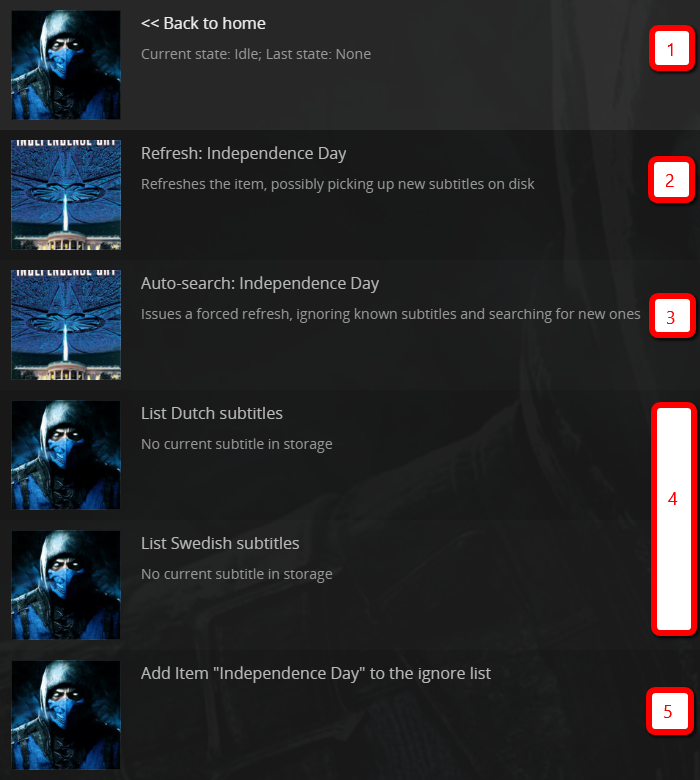 << Back to home
Current state: Idle; Last state: None
1
INDEPENDENCE DAY
Refresh: Independence Day
Refreshes the item, possibly picking up new subtitles on disk
2
INDEPENDENCE DAY
Auto-search: Independence Day
Issues a forced refresh, ignoring known subtitles and searching for new ones
3
List Dutch subtitles
No current subtitle in storage
4
List Swedish subtitles
No current subtitle in storage
Add Item "Independence Day" to the ignore list
5